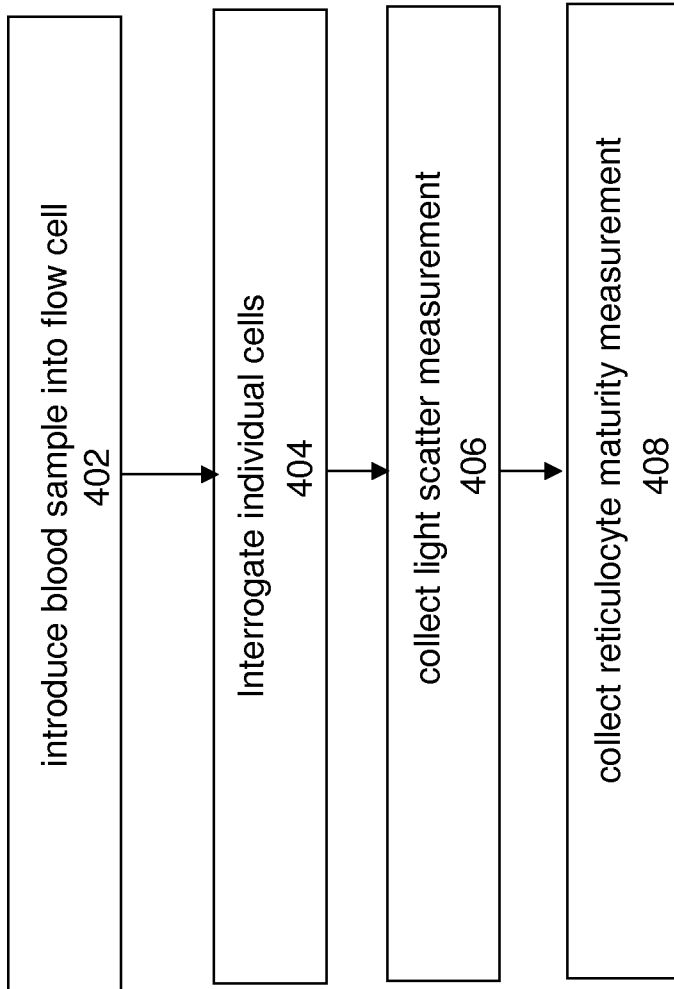 introduce blood sample into flow cell
402
Interrogate individual cells
404
collect light scatter measurement
406
collect reticulocyte maturity measurement
408